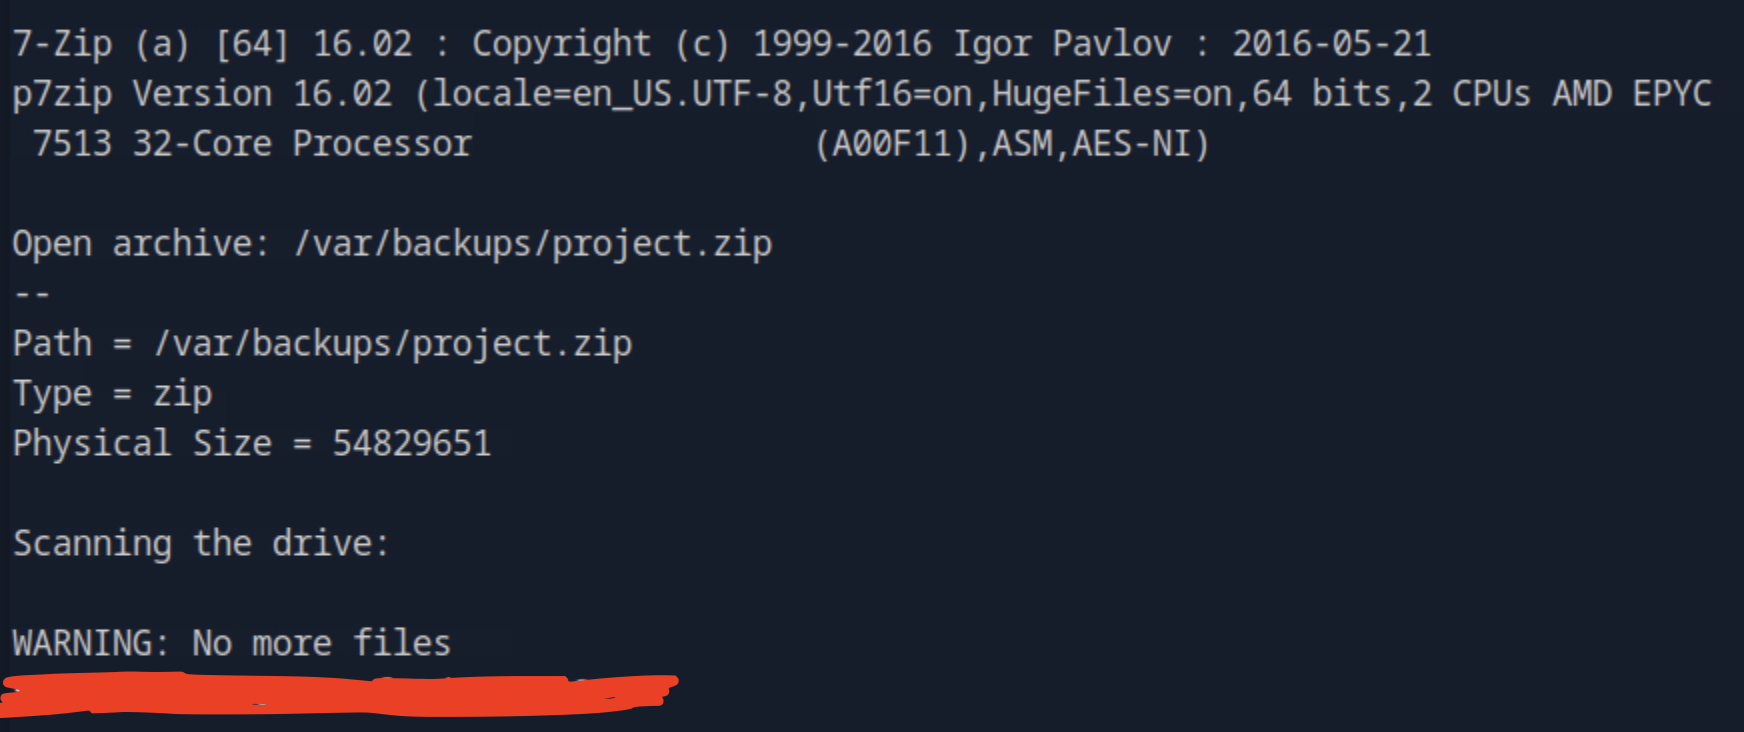 7-Zip (a) [64] 16.02 : Copyright (c) 1999-2016 Igor Pavlov : 2016-05-21
p7zip Version 16.02 (locale=en_US.UTF-8,Utf16=on,HugeFiles=on,64 bits,2 CPUs AMD EPYC
 7513 32-Core Processor                 (A00F11),ASM,AES-NI)
Open archive: /var/backups/project.zip
--
Path = /var/backups/project.zip
Type = zip
Physical Size = 54829651
Scanning the drive:
WARNING: No more files